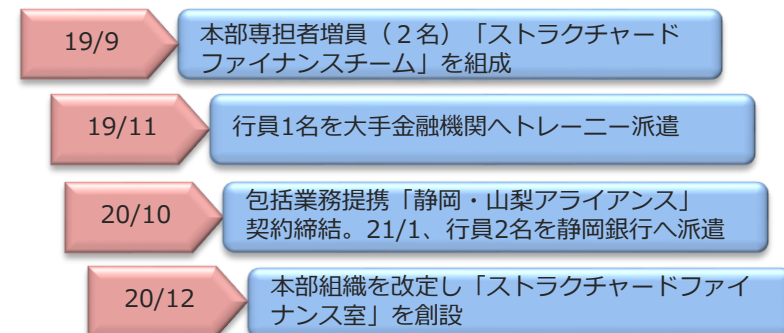 19/9
本部専担者増員（２名）「ストラクチャード
ファイナンスチーム」を組成
19/11
行員1名を大手金融機関へトレーニー派遣
20/10
包括業務提携「静岡・山梨アライアンス」
契約締結。21/1、行員2名を静岡銀行へ派遣
20/12
本部組織を改定し「ストラクチャードファイ
ナンス室」を創設